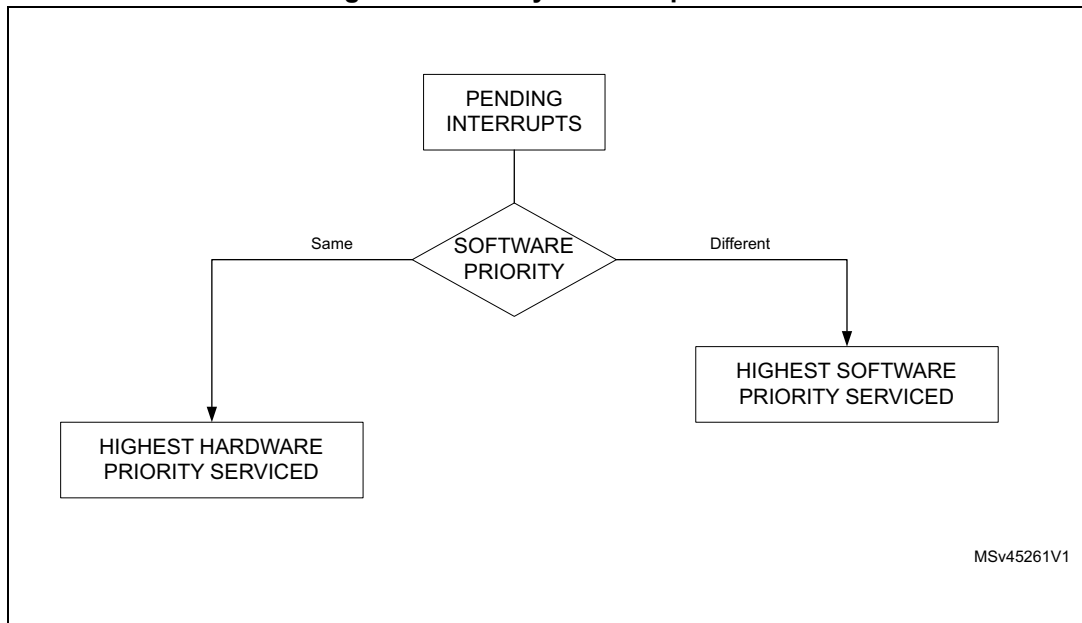 PENDING
INTERRUPTS
SOFTWARE
PRIORITY
Same
Different
HIGHEST SOFTWARE
PRIORITY SERVICED
HIGHEST HARDWARE
PRIORITY SERVICED
MSv45261V1